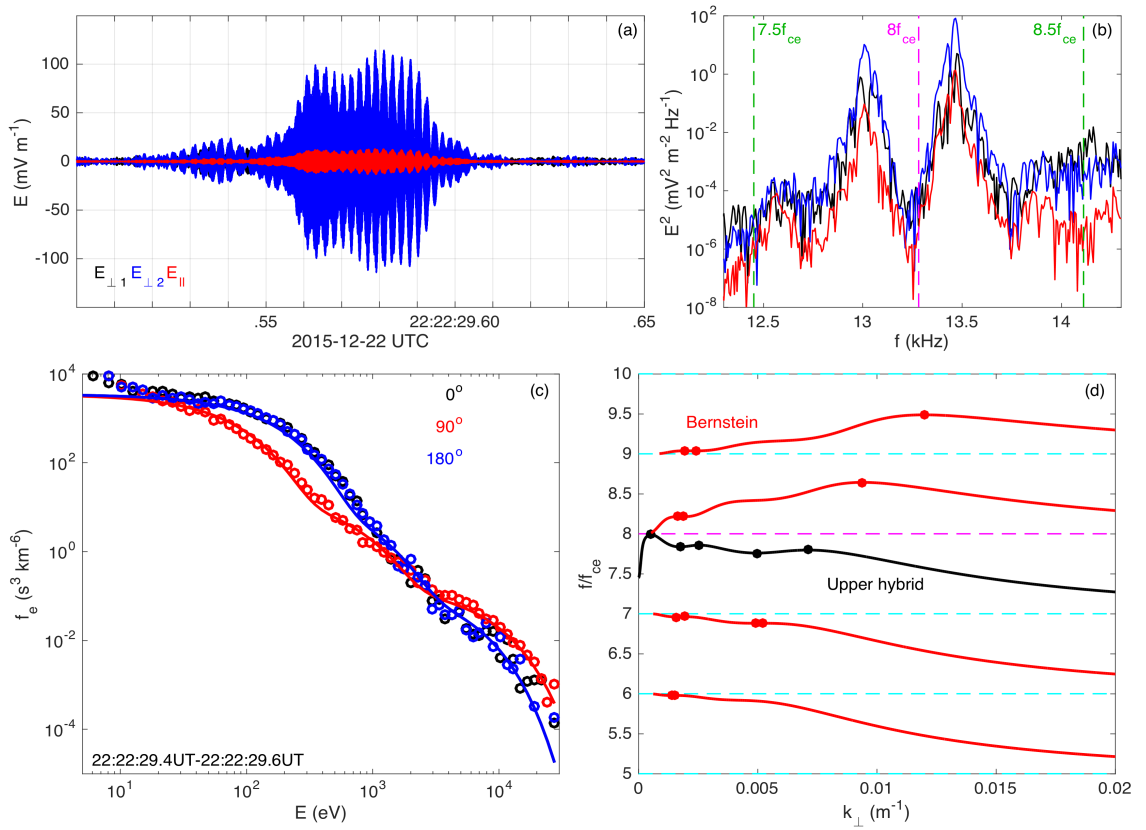 (a)
E (mV m⁻¹)
100
50
0
-50
-100
E⊥1 E⊥2 E||
.55
22:22:29.60
.65
2015-12-22 UTC
(b)
7.5fce
8fce
8.5fce
E² (mV² m⁻² Hz⁻¹)
10²
10⁰
10⁻²
10⁻⁴
10⁻⁶
10⁻⁸
12.5
13
13.5
14
f (kHz)
(c)
0°
90°
180°
fe (s³ km⁻⁶)
10⁴
10²
10⁰
10⁻²
10⁻⁴
22:22:29.4UT-22:22:29.6UT
10¹
10²
10³
10⁴
E (eV)
(d)
Bernstein
Upper hybrid
f/fce
10
9.5
9
8.5
8
7.5
7
6.5
6
5.5
5
0
0.005
0.01
0.015
0.02
k⊥ (m⁻¹)